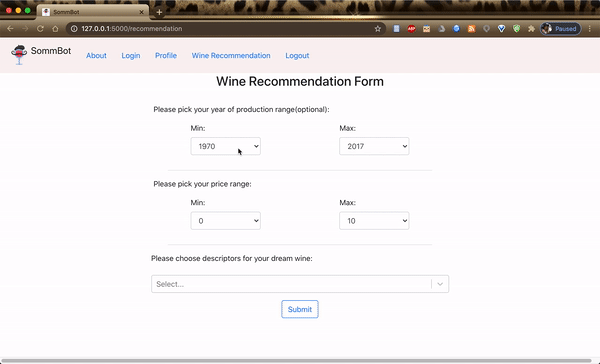 SommBot
127.0.0.1:5000/recommendation
Paused
SommBot
About
Login
Profile
Wine Recommendation
Logout
Wine Recommendation Form
Please pick your year of production range(optional):
Min:
Max:
1970
2017
Please pick your price range:
Min:
Max:
0
10
Please choose descriptors for your dream wine:
Select...
Submit